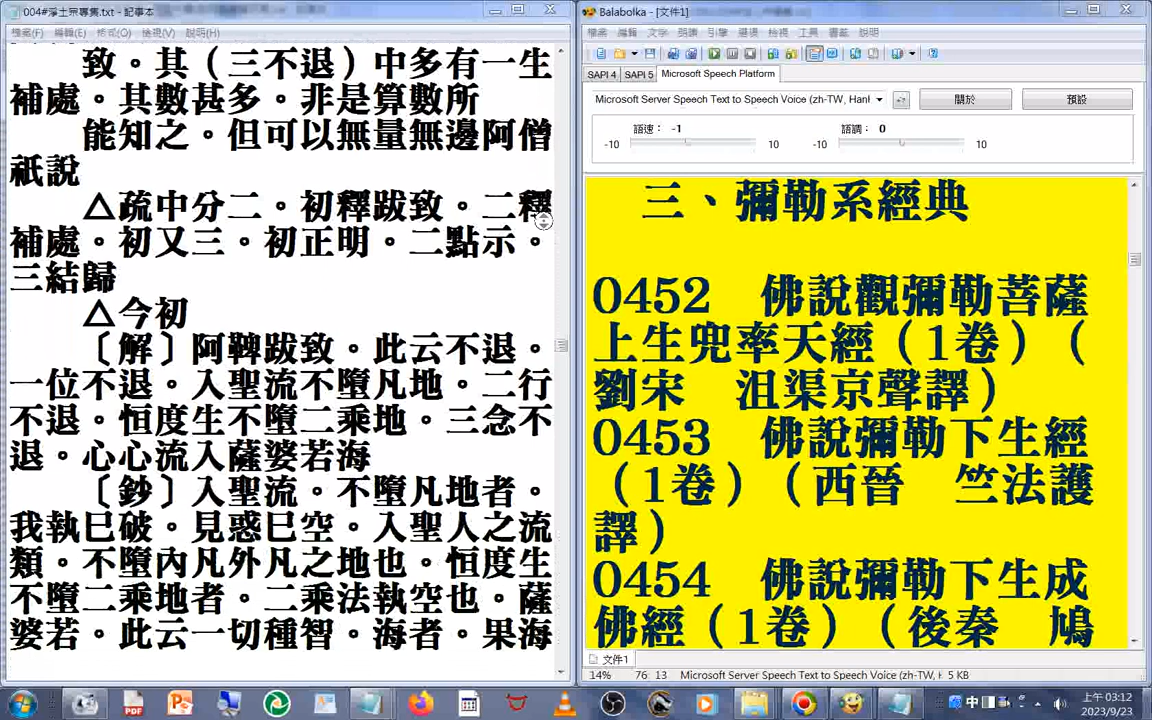 004#淨土宗專集.txt - 記事本
檔案(F) 編輯(E) 格式(O) 檢視(V) 說明(H)
致。其（三不退）中多有一生
補處。其數甚多。非是算數所
能知之。但可以無量無邊阿僧
祇說
△疏中分二。初釋跋致。二釋
補處。初又三。初正明。二點示。
三結歸
△今初
〔解〕阿鞞跋致。此云不退。
一位不退。入聖流不墮凡地。二行
不退。恒度生不墮二乘地。三念不
退。心心流入薩婆若海
〔鈔〕入聖流。不墮凡地者。
我執巳破。見惑巳空。入聖人之流
類。不墮內凡外凡之地也。恒度生
不墮二乘地者。二乘法執空也。薩
婆若。此云一切種智。海者。果海
Balabolka - [文件1]
檔案 編輯 文字 朗讀 引擎 選項 檢視 工具 書籤 說明
SAPI 4 SAPI 5 Microsoft Speech Platform
Microsoft Server Speech Text to Speech Voice (zh-TW, Hanl
關於
預設
語速： -1
語調： 0
-10 10 -10 10
三、彌勒系經典
0452　佛說觀彌勒菩薩
上生兜率天經（1卷）（
劉宋　沮渠京聲譯）
0453　佛說彌勒下生經
（1卷）（西晉　竺法護
譯）
0454　佛說彌勒下生成
佛經（1卷）（後秦　鳩
文件1
14% 76 13 Microsoft Server Speech Text to Speech Voice (zh-TW, H 5 KB
中
上午 03:12
2023/9/23
PDF